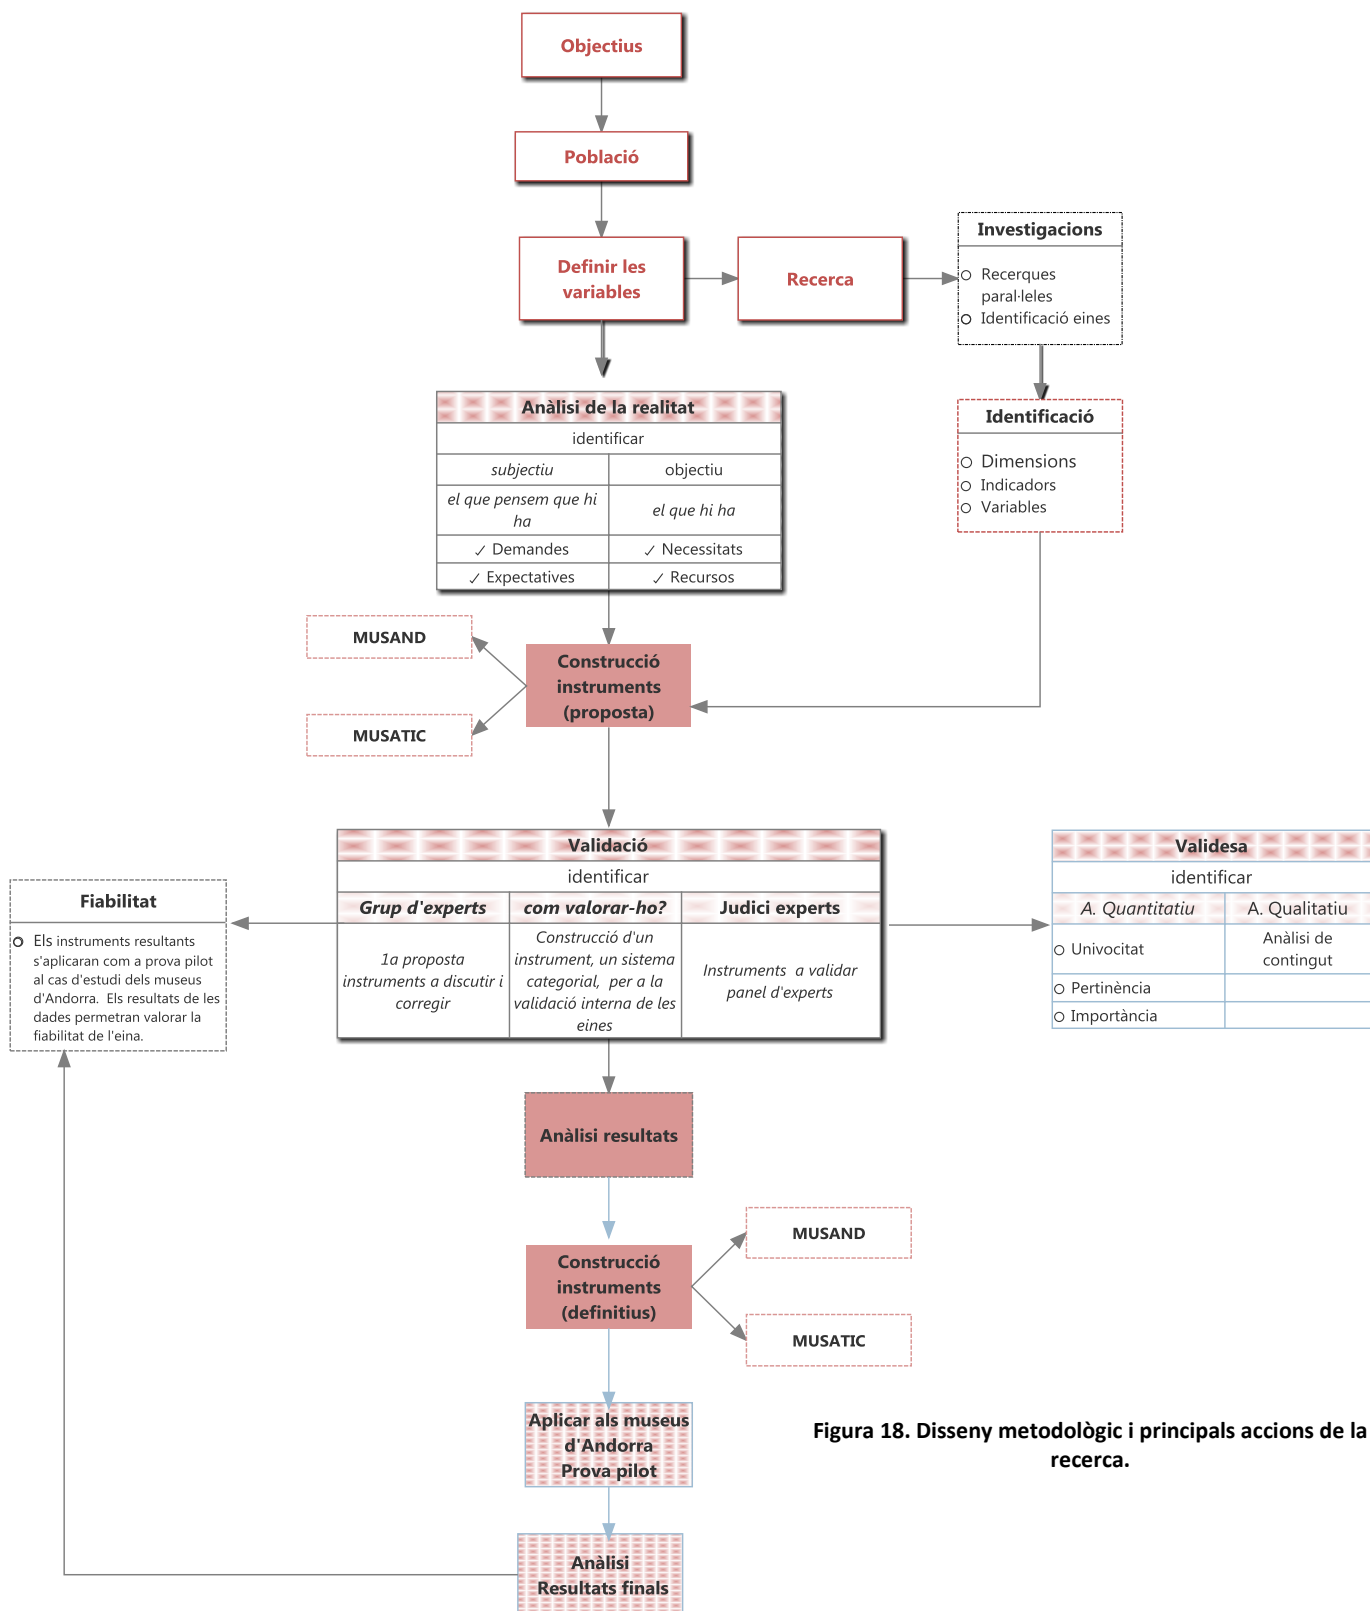 Objectius
Població
Definir les
variables
Recerca
Investigacions
Recerques
paral·leles
Identificació eines
Anàlisi de la realitat
identificar
subjectiu
objectiu
el que pensem que hi
ha
el que hi ha
✓ Demandes
✓ Necessitats
✓ Expectatives
✓ Recursos
Identificació
Dimensions
Indicadors
Variables
MUSAND
MUSATIC
Construcció
instruments
(proposta)
Validació
identificar
Grup d'experts
com valorar-ho?
Judici experts
1a proposta
instruments a discutir i
corregir
Construcció d'un
instrument, un sistema
categorial, per a la
validació interna de les
eines
Instruments a validar
panel d'experts
Fiabilitat
Els instruments resultants
s'aplicaran com a prova pilot
al cas d'estudi dels museus
d'Andorra. Els resultats de les
dades permetran valorar la
fiabilitat de l'eina.
Validesa
identificar
A. Quantitatiu
A. Qualitatiu
Univocitat
Anàlisi de
contingut
Pertinència
Importància
Anàlisi resultats
Construcció
instruments
(definitius)
MUSAND
MUSATIC
Aplicar als museus
d'Andorra
Prova pilot
Figura 18. Disseny metodològic i principals accions de la
recerca.
Anàlisi
Resultats finals